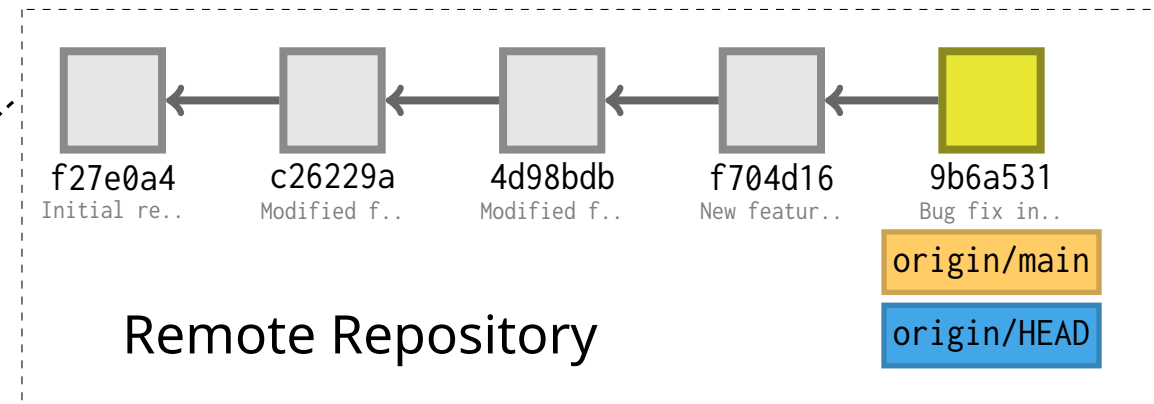 f27e0a4 c26229a 4d98bdb f704d16 9b6a531
Initial re.. Modified f.. Modified f.. New featur.. Bug fix in..
origin/main
Remote Repository
origin/HEAD